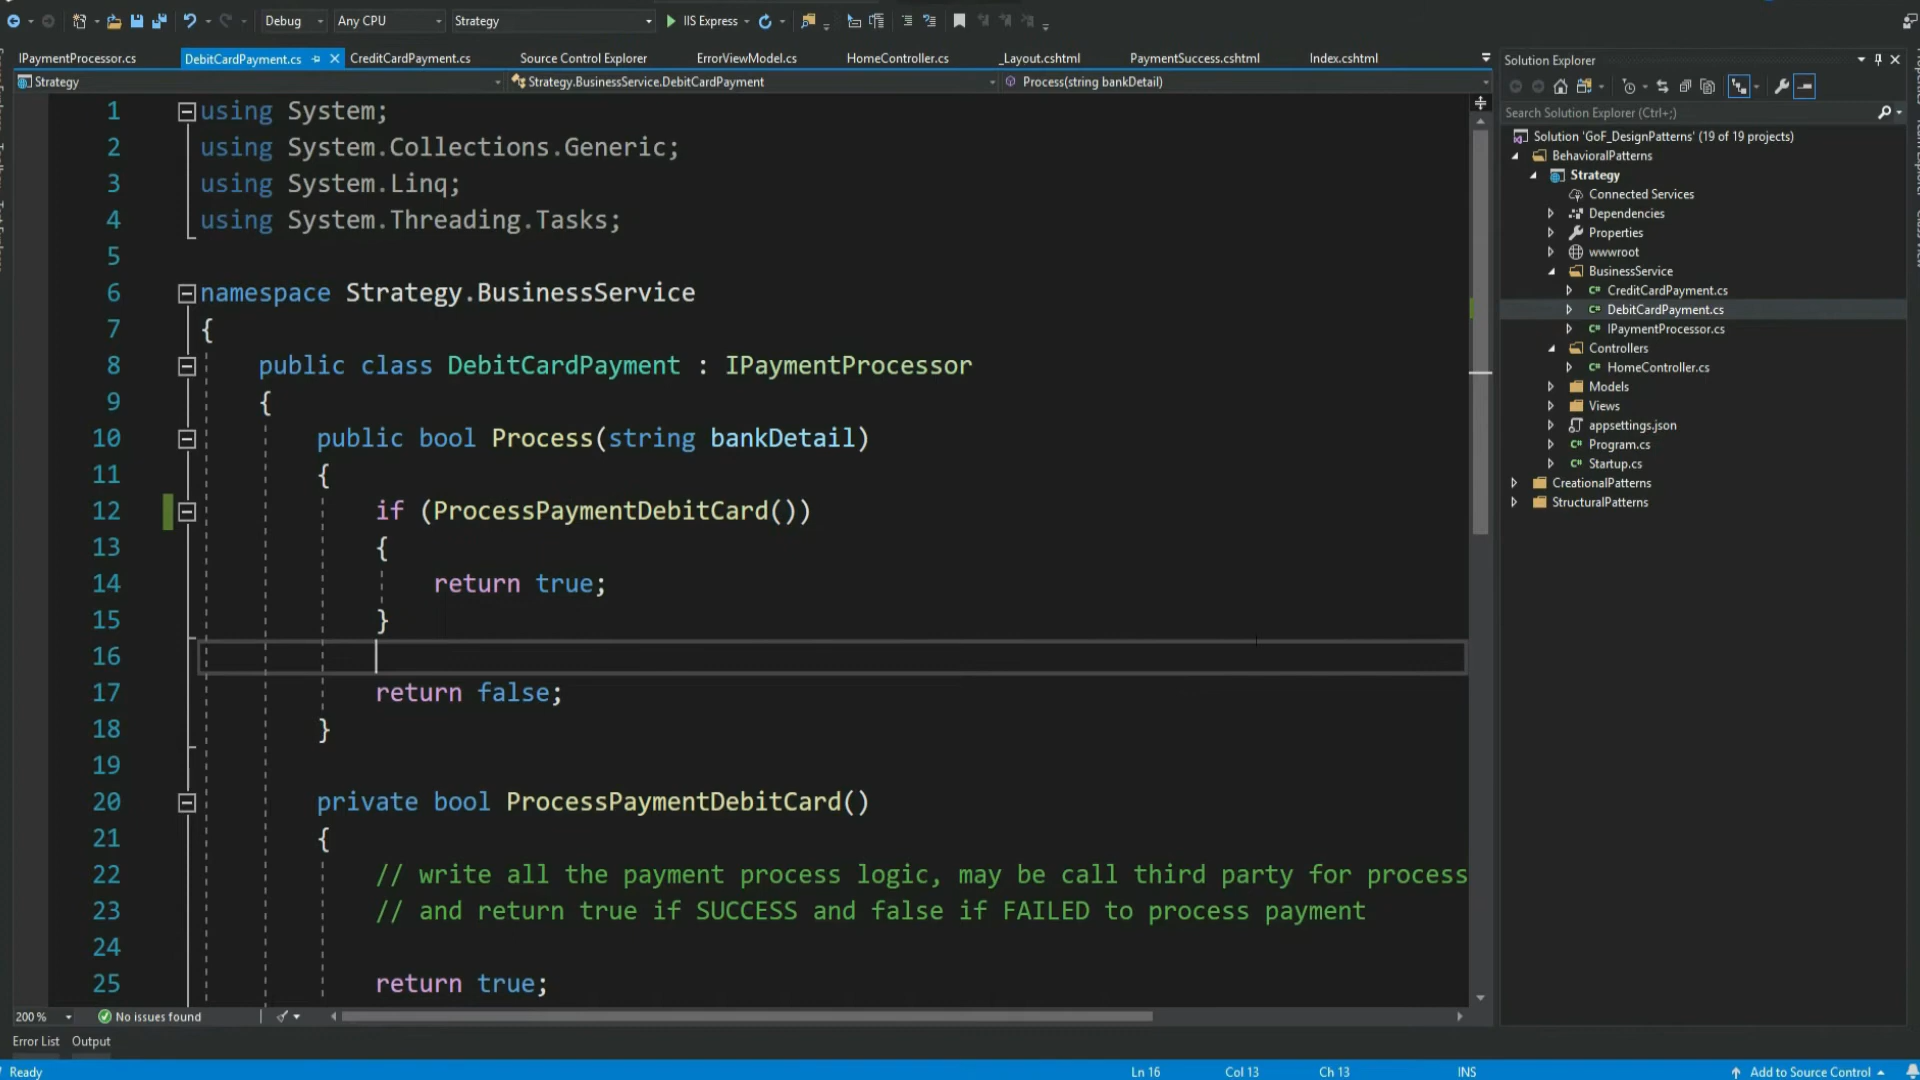 Debug Any CPU Strategy IIS Express
IPaymentProcessor.cs DebitCardPayment.cs CreditCardPayment.cs Source Control Explorer ErrorViewModel.cs HomeController.cs _Layout.cshtml PaymentSuccess.cshtml Index.cshtml
Strategy Strategy.BusinessService.DebitCardPayment Process(string bankDetail)
1 using System;
2 using System.Collections.Generic;
3 using System.Linq;
4 using System.Threading.Tasks;
5
6 namespace Strategy.BusinessService
7 {
8 public class DebitCardPayment : IPaymentProcessor
9 {
10 public bool Process(string bankDetail)
11 {
12 if (ProcessPaymentDebitCard())
13 {
14 return true;
15 }
16
17 return false;
18 }
19
20 private bool ProcessPaymentDebitCard()
21 {
22 // write all the payment process logic, may be call third party for process
23 // and return true if SUCCESS and false if FAILED to process payment
24
25 return true;
200 % No issues found
Error List Output
Ready Ln 16 Col 13 Ch 13 INS Add to Source Control
Solution Explorer
Search Solution Explorer (Ctrl+;)
Solution 'GoF_DesignPatterns' (19 of 19 projects)
BehavioralPatterns
Strategy
Connected Services
Dependencies
Properties
wwwroot
BusinessService
C# CreditCardPayment.cs
C# DebitCardPayment.cs
C# IPaymentProcessor.cs
Controllers
C# HomeController.cs
Models
Views
appsettings.json
C# Program.cs
C# Startup.cs
CreationalPatterns
StructuralPatterns